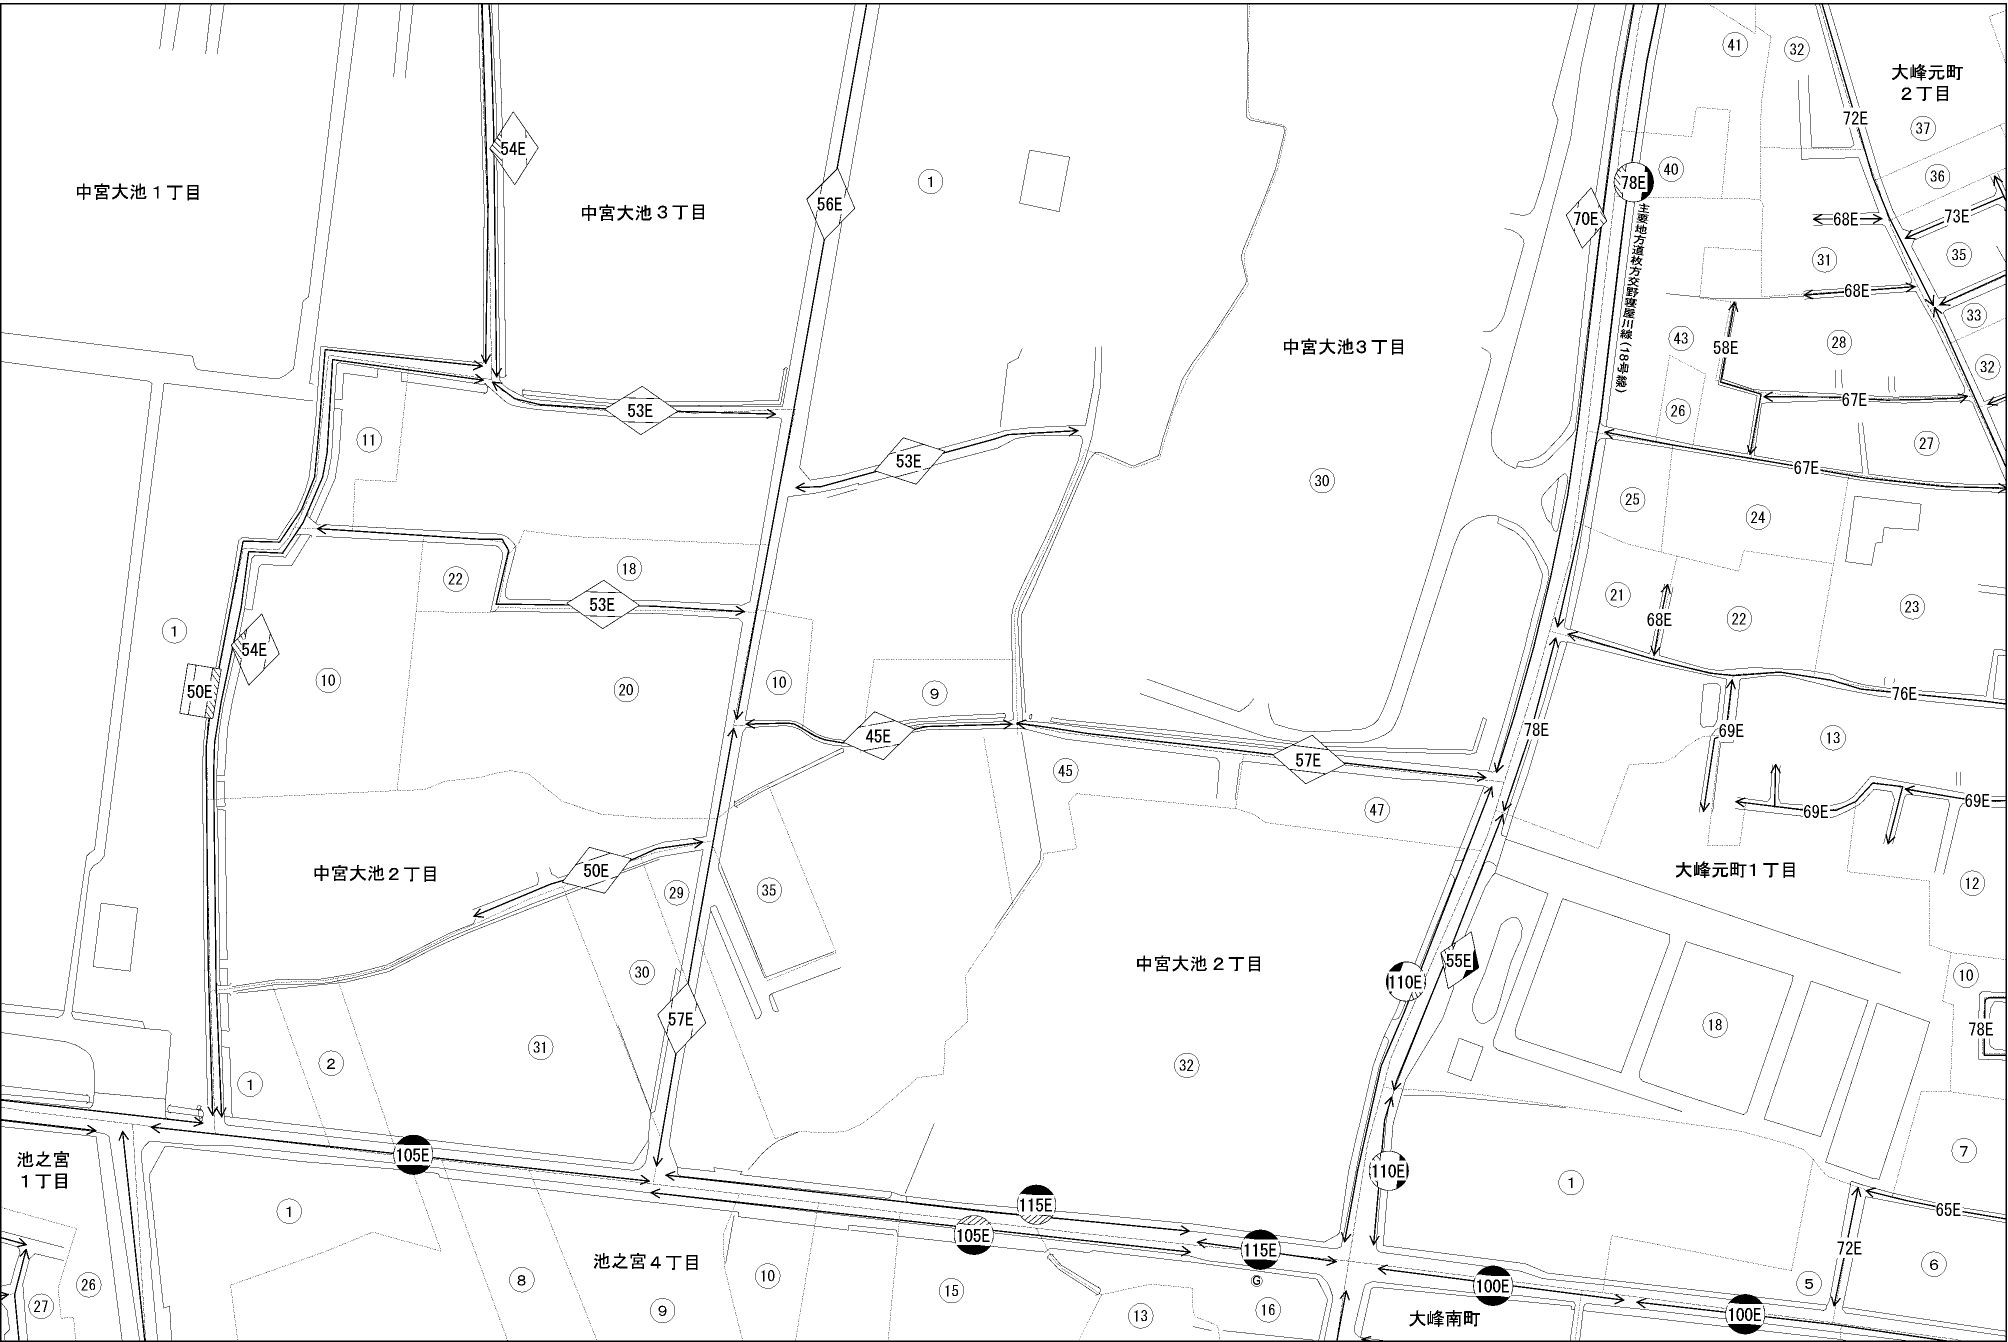 41
32
大峰元町
2丁目
37
72E
54E
36
40
78E
1
中宮大池1丁目
中宮大池3丁目
56E
70E
68E
73E
31
35
主要地方道枚方交野寝屋川線(18号線)
68E
33
58E
43
28
中宮大池3丁目
32
67E
53E
26
11
27
53E
67E
30
25
24
22
18
53E
21
68E
22
23
1
54E
50E
10
20
10
9
76E
45E
78E
69E
13
57E
45
47
69E
69E
中宮大池2丁目
50E
29
35
大峰元町1丁目
12
30
中宮大池2丁目
55E
110E
10
57E
18
78E
31
2
1
32
105E
池之宮
1丁目
110E
1
7
115E
1
65E
105E
115E
G
72E
池之宮4丁目
8
9
10
15
13
16
26
27
100E
大峰南町
5
6
100E